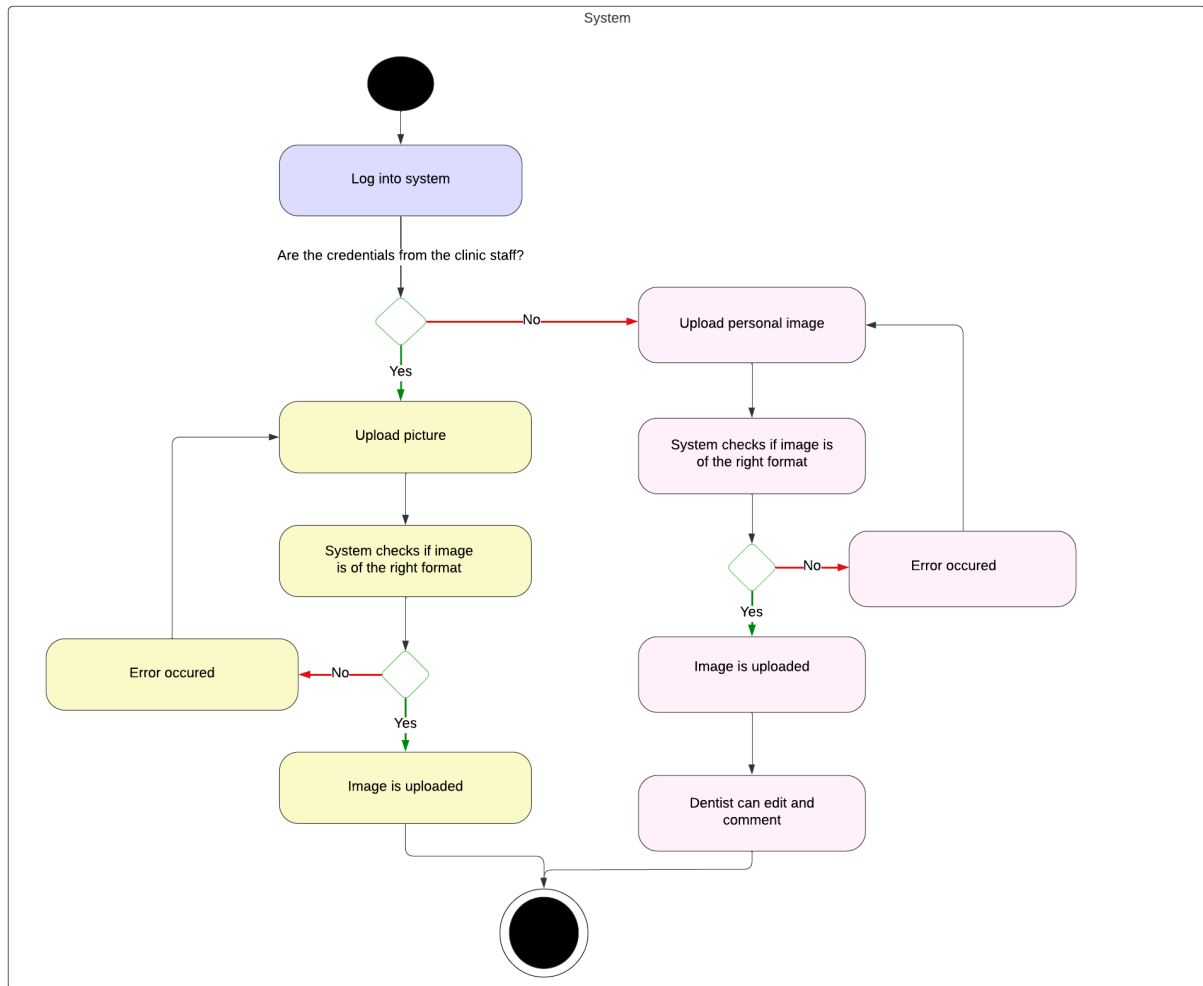 System
Log into system
Are the credentials from the clinic staff?
No
Upload personal image
Yes
Upload picture
System checks if image is
of the right format
System checks if image
is of the right format
No
Error occured
Yes
Error occured
No
Image is uploaded
Yes
Image is uploaded
Dentist can edit and
comment